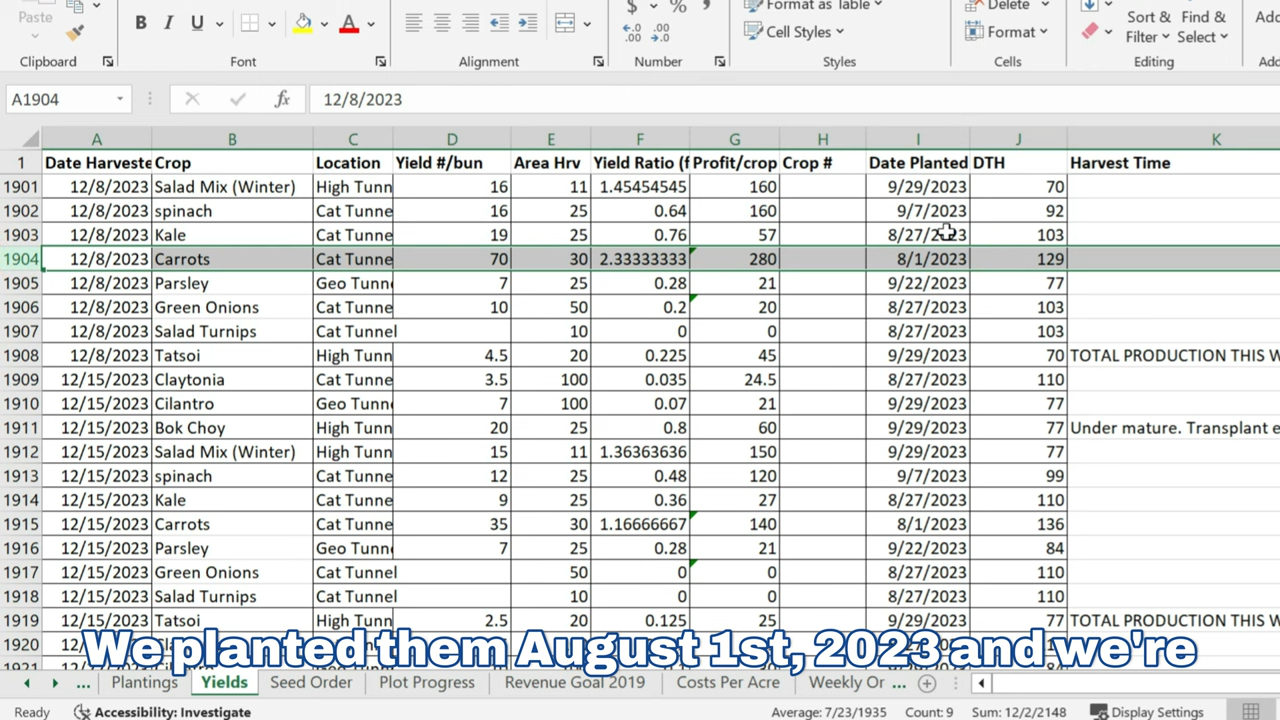 Paste B I U A $ % , Format as Table Delete
Cell Styles Format Sort & Filter Find & Select
Clipboard Font Alignment Number Styles Cells Editing
A1904 fx 12/8/2023
A B C D E F G H I J K
1 Date Harveste Crop Location Yield #/bun Area Hrv Yield Ratio (f Profit/crop Crop # Date Planted DTH Harvest Time
1901 12/8/2023 Salad Mix (Winter) High Tunn 16 11 1.45454545 160 9/29/2023 70
1902 12/8/2023 spinach Cat Tunne 16 25 0.64 160 9/7/2023 92
1903 12/8/2023 Kale Cat Tunne 19 25 0.76 57 8/27/2023 103
1904 12/8/2023 Carrots Cat Tunne 70 30 2.33333333 280 8/1/2023 129
1905 12/8/2023 Parsley Geo Tunn 7 25 0.28 21 9/22/2023 77
1906 12/8/2023 Green Onions Cat Tunne 10 50 0.2 20 8/27/2023 103
1907 12/8/2023 Salad Turnips Cat Tunnel 10 0 0 8/27/2023 103
1908 12/8/2023 Tatsoi High Tunn 4.5 20 0.225 45 9/29/2023 70 TOTAL PRODUCTION THIS W
1909 12/15/2023 Claytonia Cat Tunne 3.5 100 0.035 24.5 8/27/2023 110
1910 12/15/2023 Cilantro Geo Tunn 7 100 0.07 21 9/29/2023 77
1911 12/15/2023 Bok Choy High Tunn 20 25 0.8 60 9/29/2023 77 Under mature. Transplant e
1912 12/15/2023 Salad Mix (Winter) High Tunn 15 11 1.36363636 150 9/29/2023 77
1913 12/15/2023 spinach Cat Tunne 12 25 0.48 120 9/7/2023 99
1914 12/15/2023 Kale Cat Tunne 9 25 0.36 27 8/27/2023 110
1915 12/15/2023 Carrots Cat Tunne 35 30 1.16666667 140 8/1/2023 136
1916 12/15/2023 Parsley Geo Tunn 7 25 0.28 21 9/22/2023 84
1917 12/15/2023 Green Onions Cat Tunnel 50 0 0 8/27/2023 110
1918 12/15/2023 Salad Turnips Cat Tunnel 10 0 0 8/27/2023 110
1919 12/15/2023 Tatsoi High Tunn 2.5 20 0.125 25 9/29/2023 77 TOTAL PRODUCTION THIS W
1920
We planted them August 1st, 2023 and we're
1921
... Plantings Yields Seed Order Plot Progress Revenue Goal 2019 Costs Per Acre Weekly Or ...
Ready Accessibility: Investigate Average: 7/23/1935 Count: 9 Sum: 12/2/2148 Display Settings